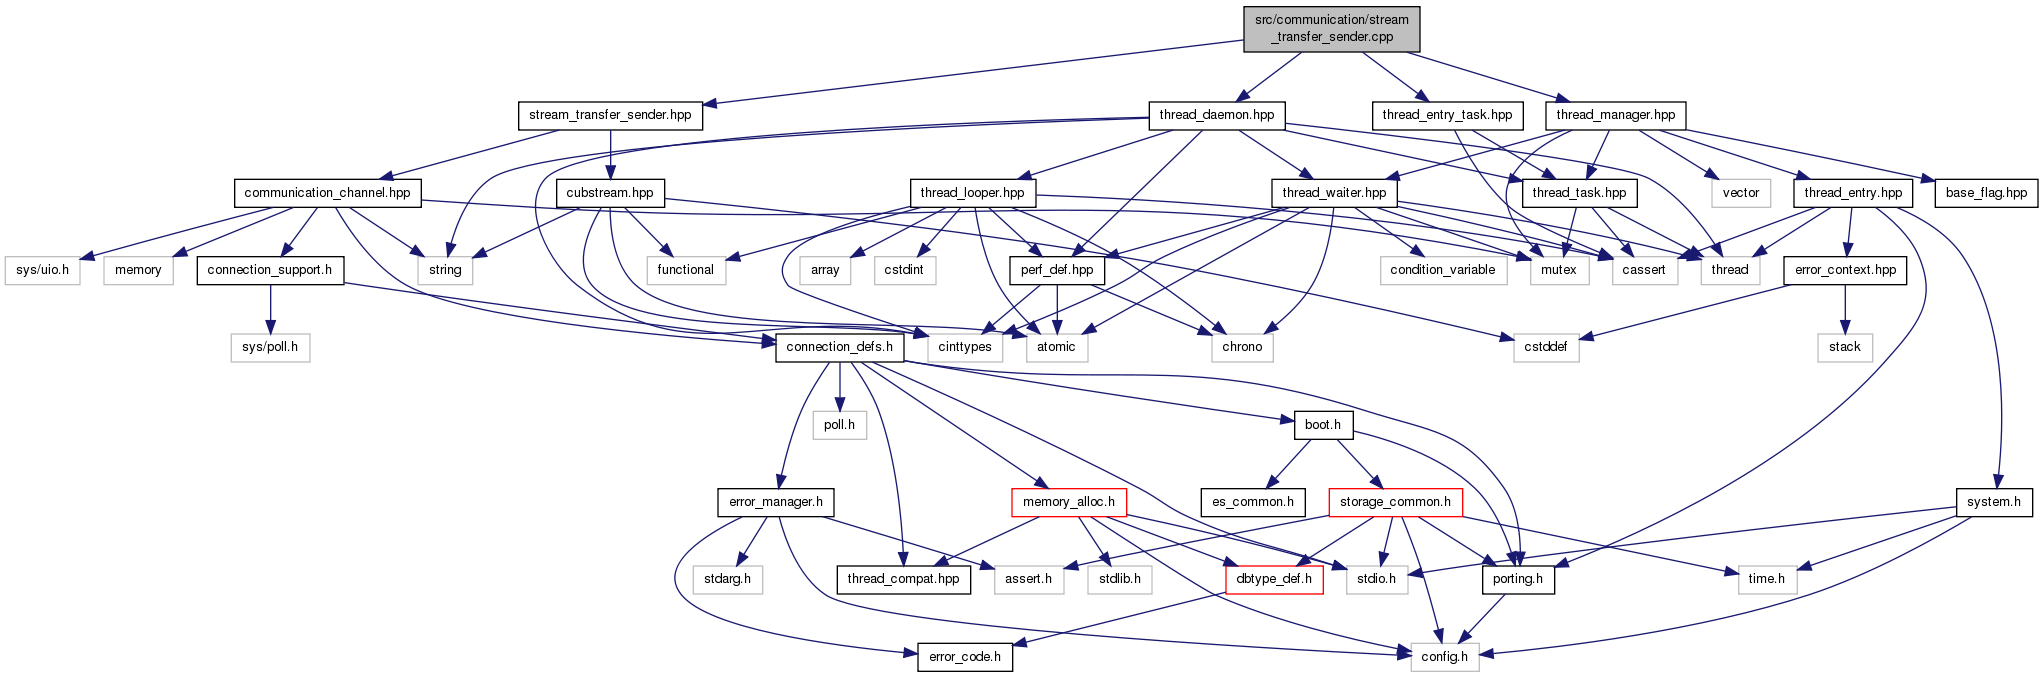 src/communication/stream
_transfer_sender.cpp
stream_transfer_sender.hpp
thread_daemon.hpp
thread_entry_task.hpp
thread_manager.hpp
communication_channel.hpp
cubstream.hpp
thread_looper.hpp
thread_waiter.hpp
thread_task.hpp
vector
thread_entry.hpp
base_flag.hpp
sys/uio.h
memory
connection_support.h
string
functional
array
cstdint
perf_def.hpp
condition_variable
mutex
cassert
thread
error_context.hpp
sys/poll.h
connection_defs.h
cinttypes
atomic
chrono
cstddef
stack
poll.h
boot.h
error_manager.h
memory_alloc.h
es_common.h
storage_common.h
system.h
stdarg.h
thread_compat.hpp
assert.h
stdlib.h
dbtype_def.h
stdio.h
porting.h
time.h
error_code.h
config.h